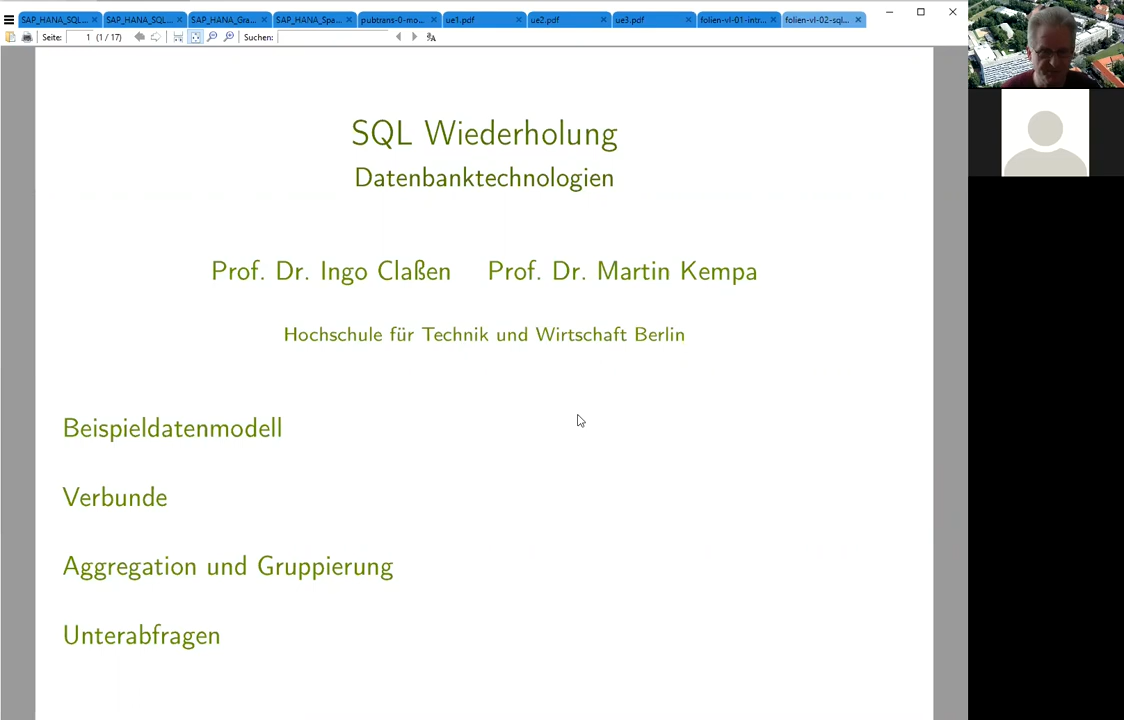 SAP_HANA_SQL... SAP_HANA_SQL... SAP_HANA_Gra... SAP_HANA_Spa... pubtrans-0-mo... ue1.pdf ue2.pdf ue3.pdf folien-vl-01-intr... folien-vl-02-sql...
Seite: 1 (1 / 17) Suchen:
SQL Wiederholung
Datenbanktechnologien
Prof. Dr. Ingo Claßen Prof. Dr. Martin Kempa
Hochschule für Technik und Wirtschaft Berlin
Beispieldatenmodell
Verbunde
Aggregation und Gruppierung
Unterabfragen